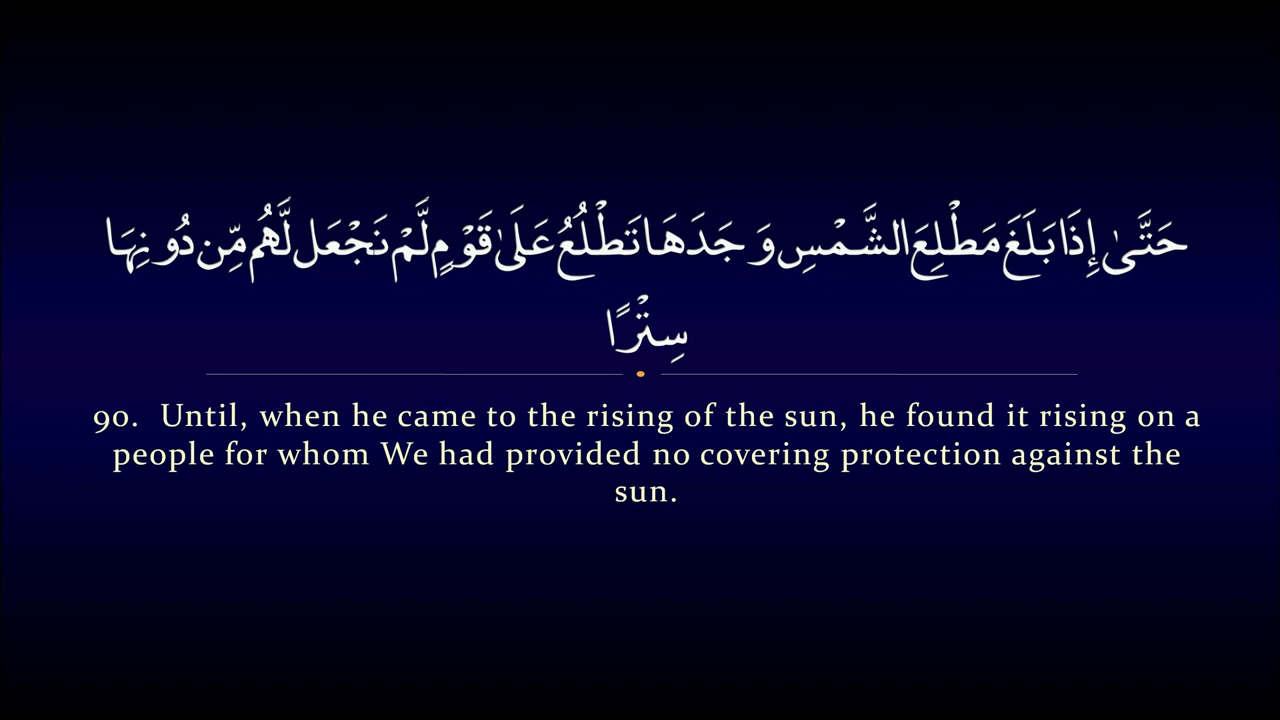 حَتَّىٰ إِذَا بَلَغَ مَطْلِعَ الشَّمْسِ وَجَدَهَا تَطْلُعُ عَلَىٰ قَوْمٍ لَّمْ نَجْعَل لَّهُم مِّن دُونِهَا
سِتْرًا
90. Until, when he came to the rising of the sun, he found it rising on a
people for whom We had provided no covering protection against the
sun.